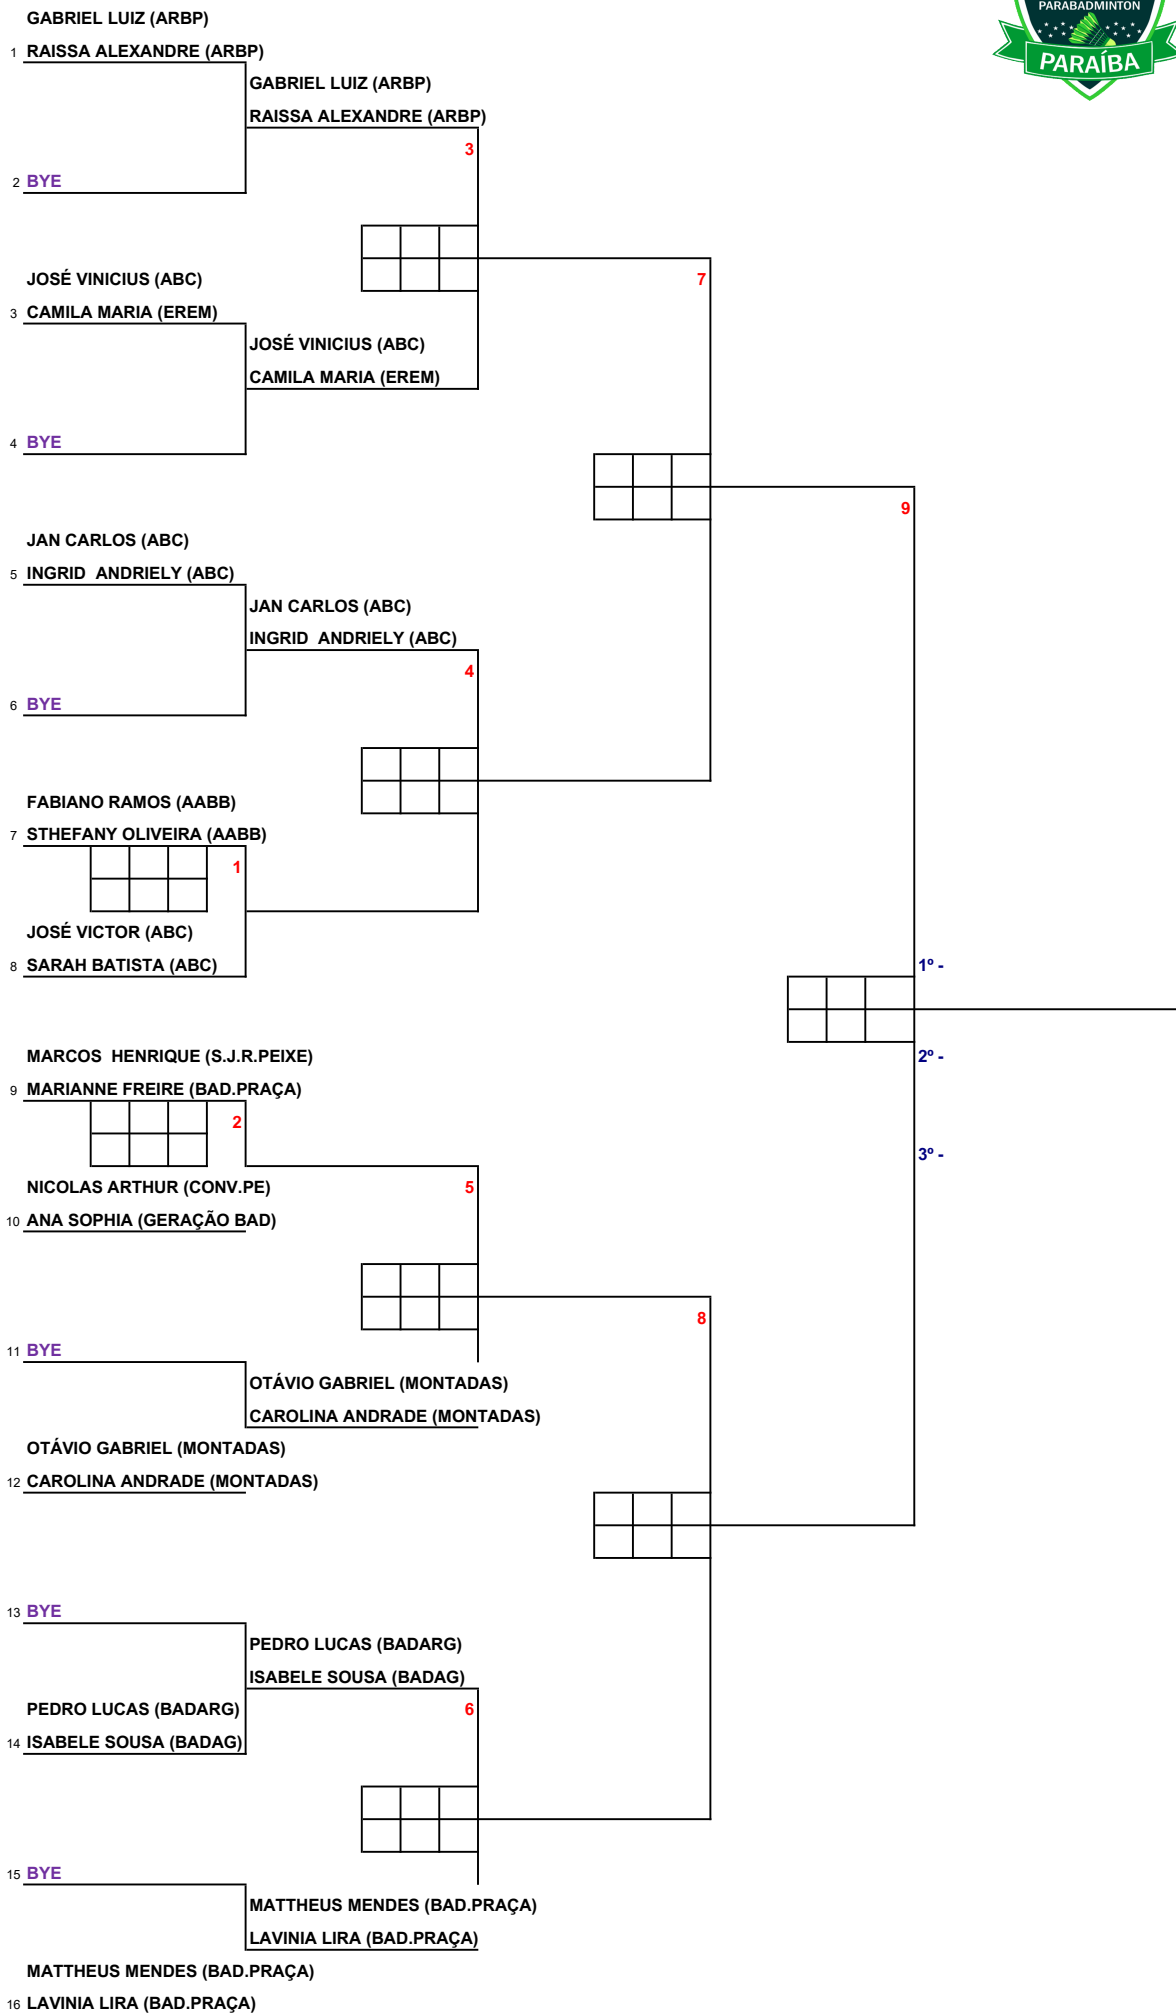 PARABADMINTON
PARAÍBA
GABRIEL LUIZ (ARBP)
1 RAISSA ALEXANDRE (ARBP)
GABRIEL LUIZ (ARBP)
RAISSA ALEXANDRE (ARBP)
3
2 BYE
JOSÉ VINICIUS (ABC)
7
3 CAMILA MARIA (EREM)
JOSÉ VINICIUS (ABC)
CAMILA MARIA (EREM)
4 BYE
9
JAN CARLOS (ABC)
5 INGRID ANDRIELY (ABC)
JAN CARLOS (ABC)
INGRID ANDRIELY (ABC)
4
6 BYE
FABIANO RAMOS (AABB)
7 STHEFANY OLIVEIRA (AABB)
1
JOSÉ VICTOR (ABC)
8 SARAH BATISTA (ABC)
1º -
MARCOS HENRIQUE (S.J.R.PEIXE)
2º -
9 MARIANNE FREIRE (BAD.PRAÇA)
2
3º -
NICOLAS ARTHUR (CONV.PE)
5
10 ANA SOPHIA (GERAÇÃO BAD)
8
11 BYE
OTÁVIO GABRIEL (MONTADAS)
CAROLINA ANDRADE (MONTADAS)
OTÁVIO GABRIEL (MONTADAS)
12 CAROLINA ANDRADE (MONTADAS)
13 BYE
PEDRO LUCAS (BADARG)
ISABELE SOUSA (BADAG)
PEDRO LUCAS (BADARG)
6
14 ISABELE SOUSA (BADAG)
15 BYE
MATTHEUS MENDES (BAD.PRAÇA)
LAVINIA LIRA (BAD.PRAÇA)
MATTHEUS MENDES (BAD.PRAÇA)
16 LAVINIA LIRA (BAD.PRAÇA)